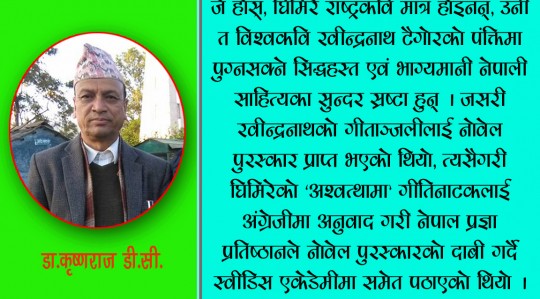 जे होस्, घिमिरे राष्ट्रकवि मात्र होइनन्, उनी
त विश्वकवि रवीन्द्रनाथ टैगोरको पंक्तिमा
पुग्नसक्ने सिद्धहस्त एवं भाग्यमानी नेपाली
साहित्यका सुन्दर स्रष्टा हुन् । जसरी
रवीन्द्रनाथको गीताञ्जलीलाई नोवेल
पुरस्कार प्राप्त भएको थियो, त्यसैगरी
घिमिरेको ‘अश्वत्थामा’ गीतिनाटकलाई
अंग्रेजीमा अनुवाद गरी नेपाल प्रज्ञा
प्रतिष्ठानले नोवेल पुरस्कारको दाबी गर्दै
स्वीडिस एकेडेमीमा समेत पठाएको थियो ।
डा.कृष्णराज डी.सी.